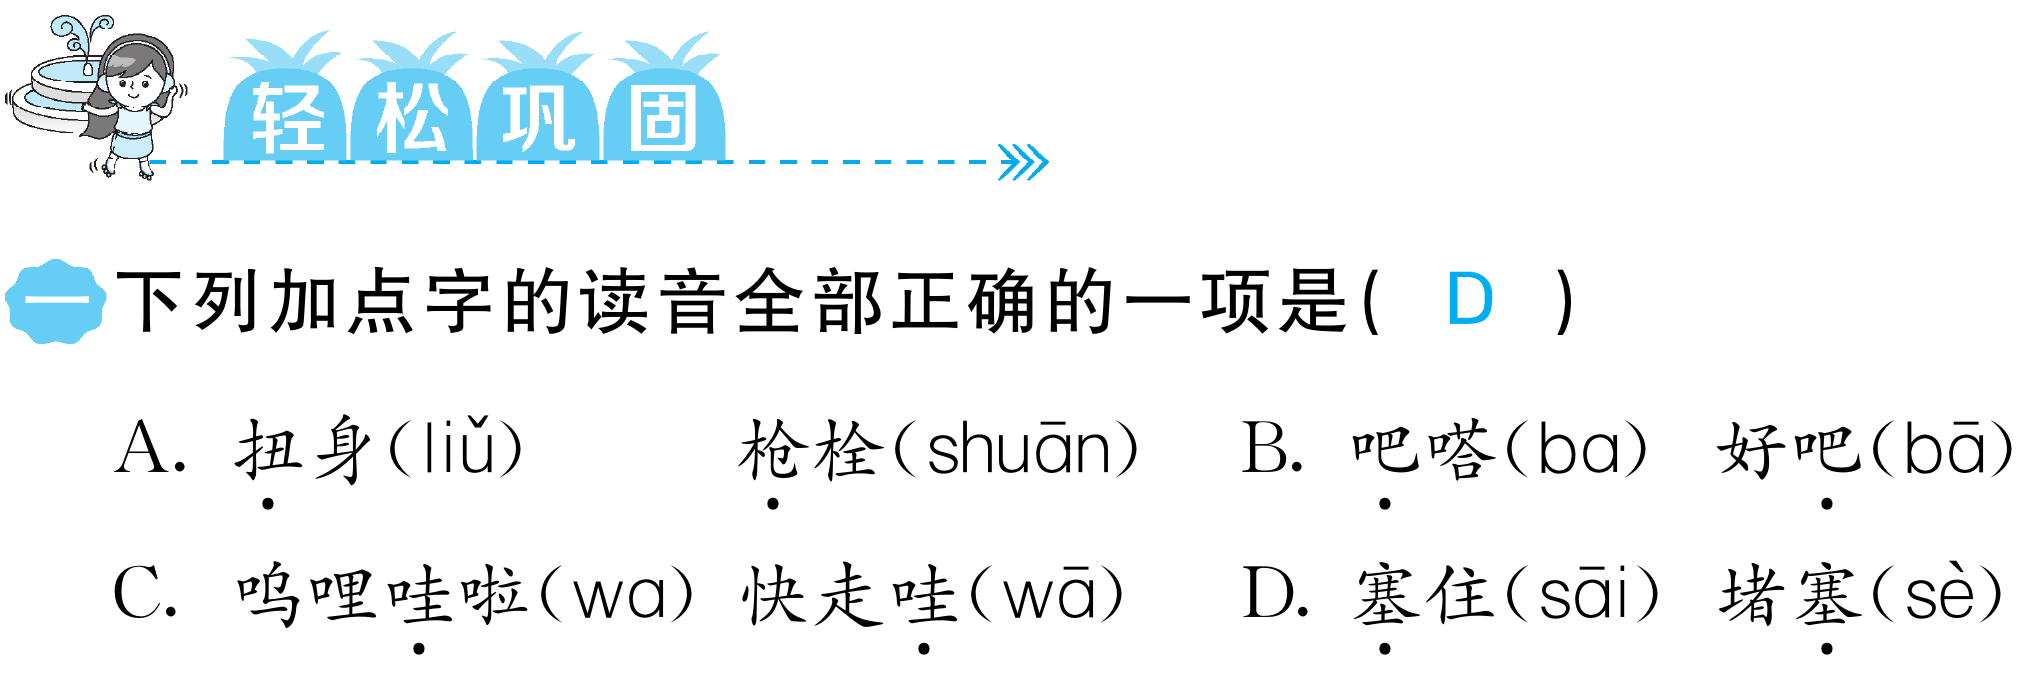 轻松巩固
一 下列加点字的读音全部正确的一项是( D )
A. 扭身(liǔ) 枪栓(shuān) B. 吧嗒(ba) 好吧(bā)
C. 呜哩哇啦(wa) 快走哇(wā) D. 塞住(sāi) 堵塞(sè)